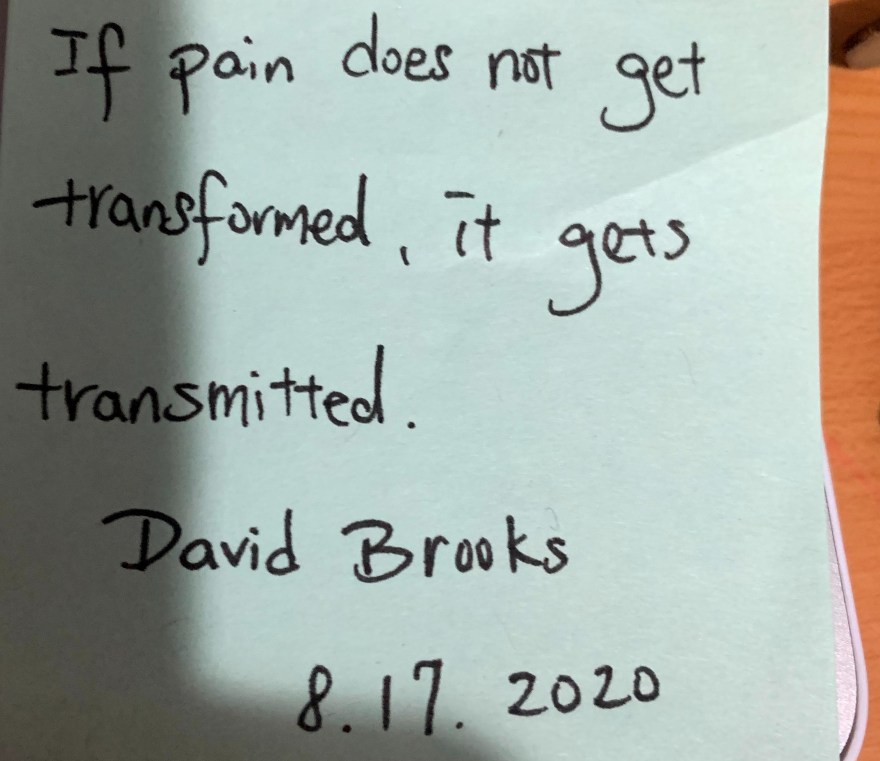 If pain does not get
transformed, it gets
transmitted.
David Brooks
8.17. 2020